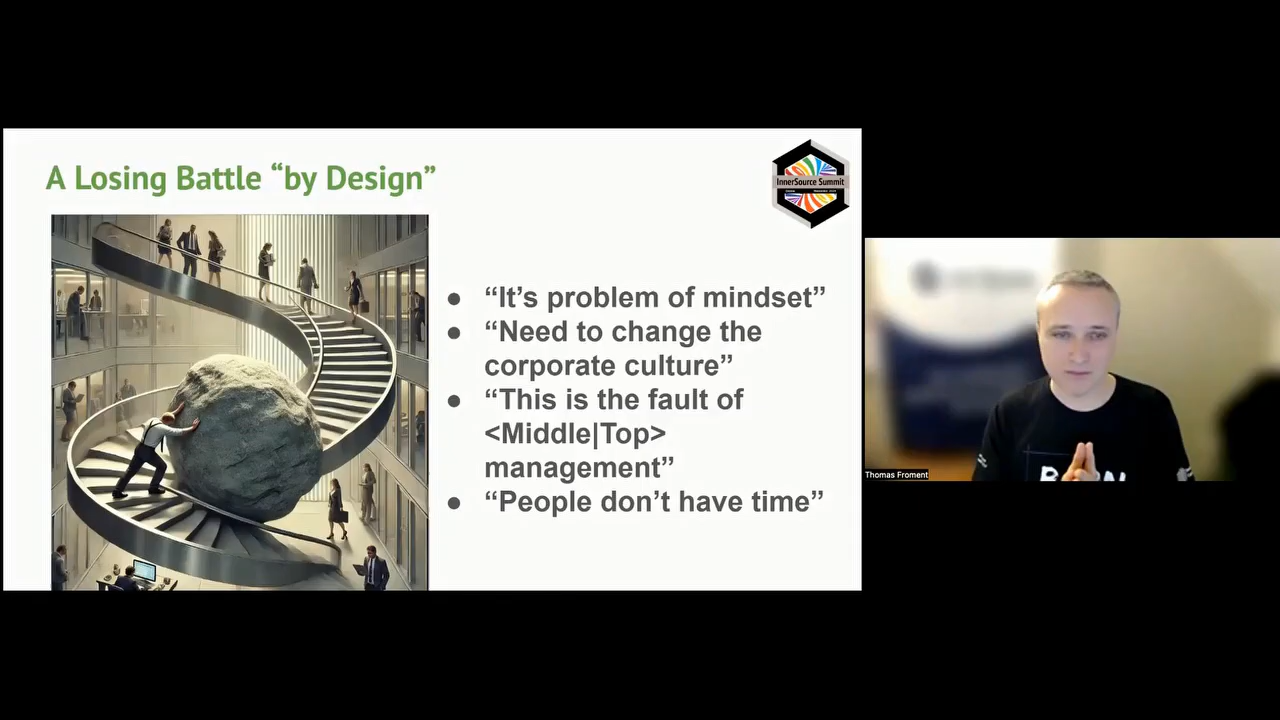 A Losing Battle “by Design”
InnerSource Summit
● “It’s problem of mindset”
● “Need to change the
corporate culture”
● “This is the fault of
<Middle|Top>
management”
● “People don’t have time”
Thomas Froment